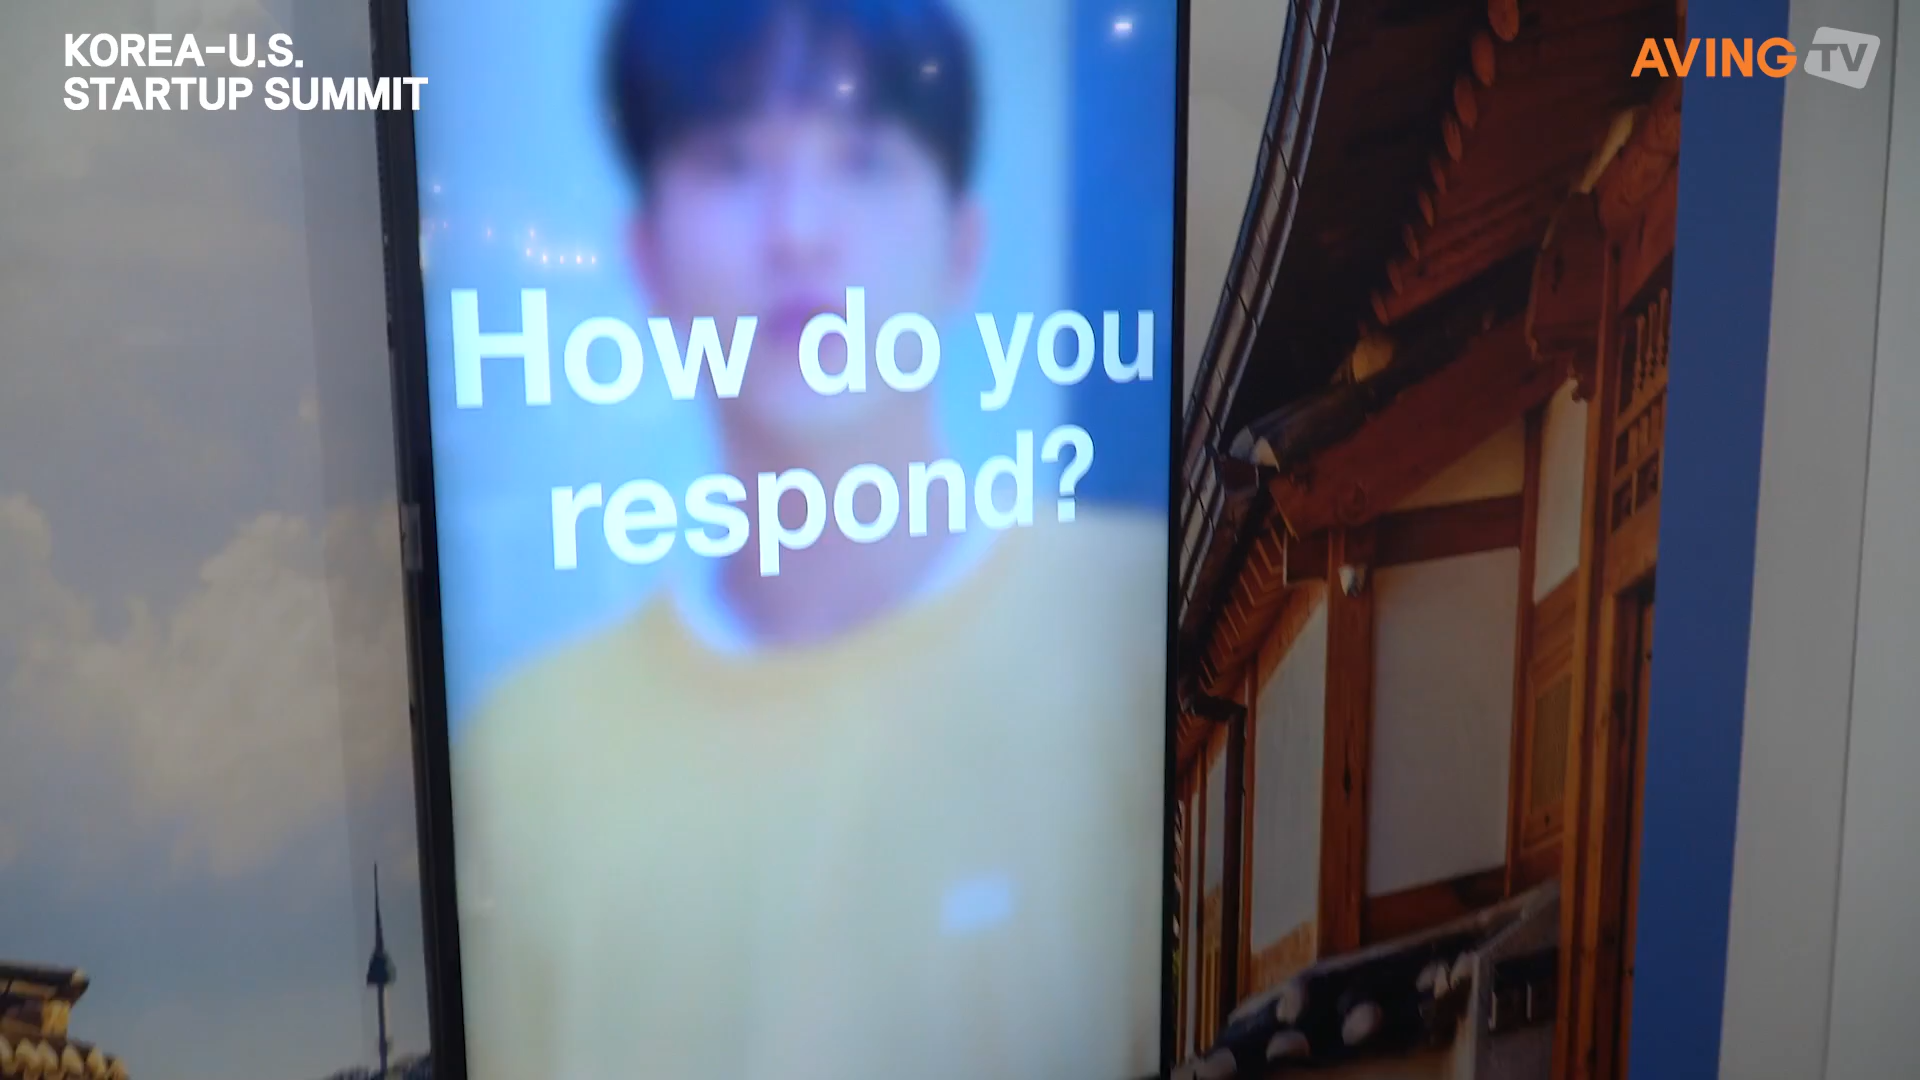 KOREA-U.S.
STARTUP SUMMIT
AVING TV
How do you
respond?